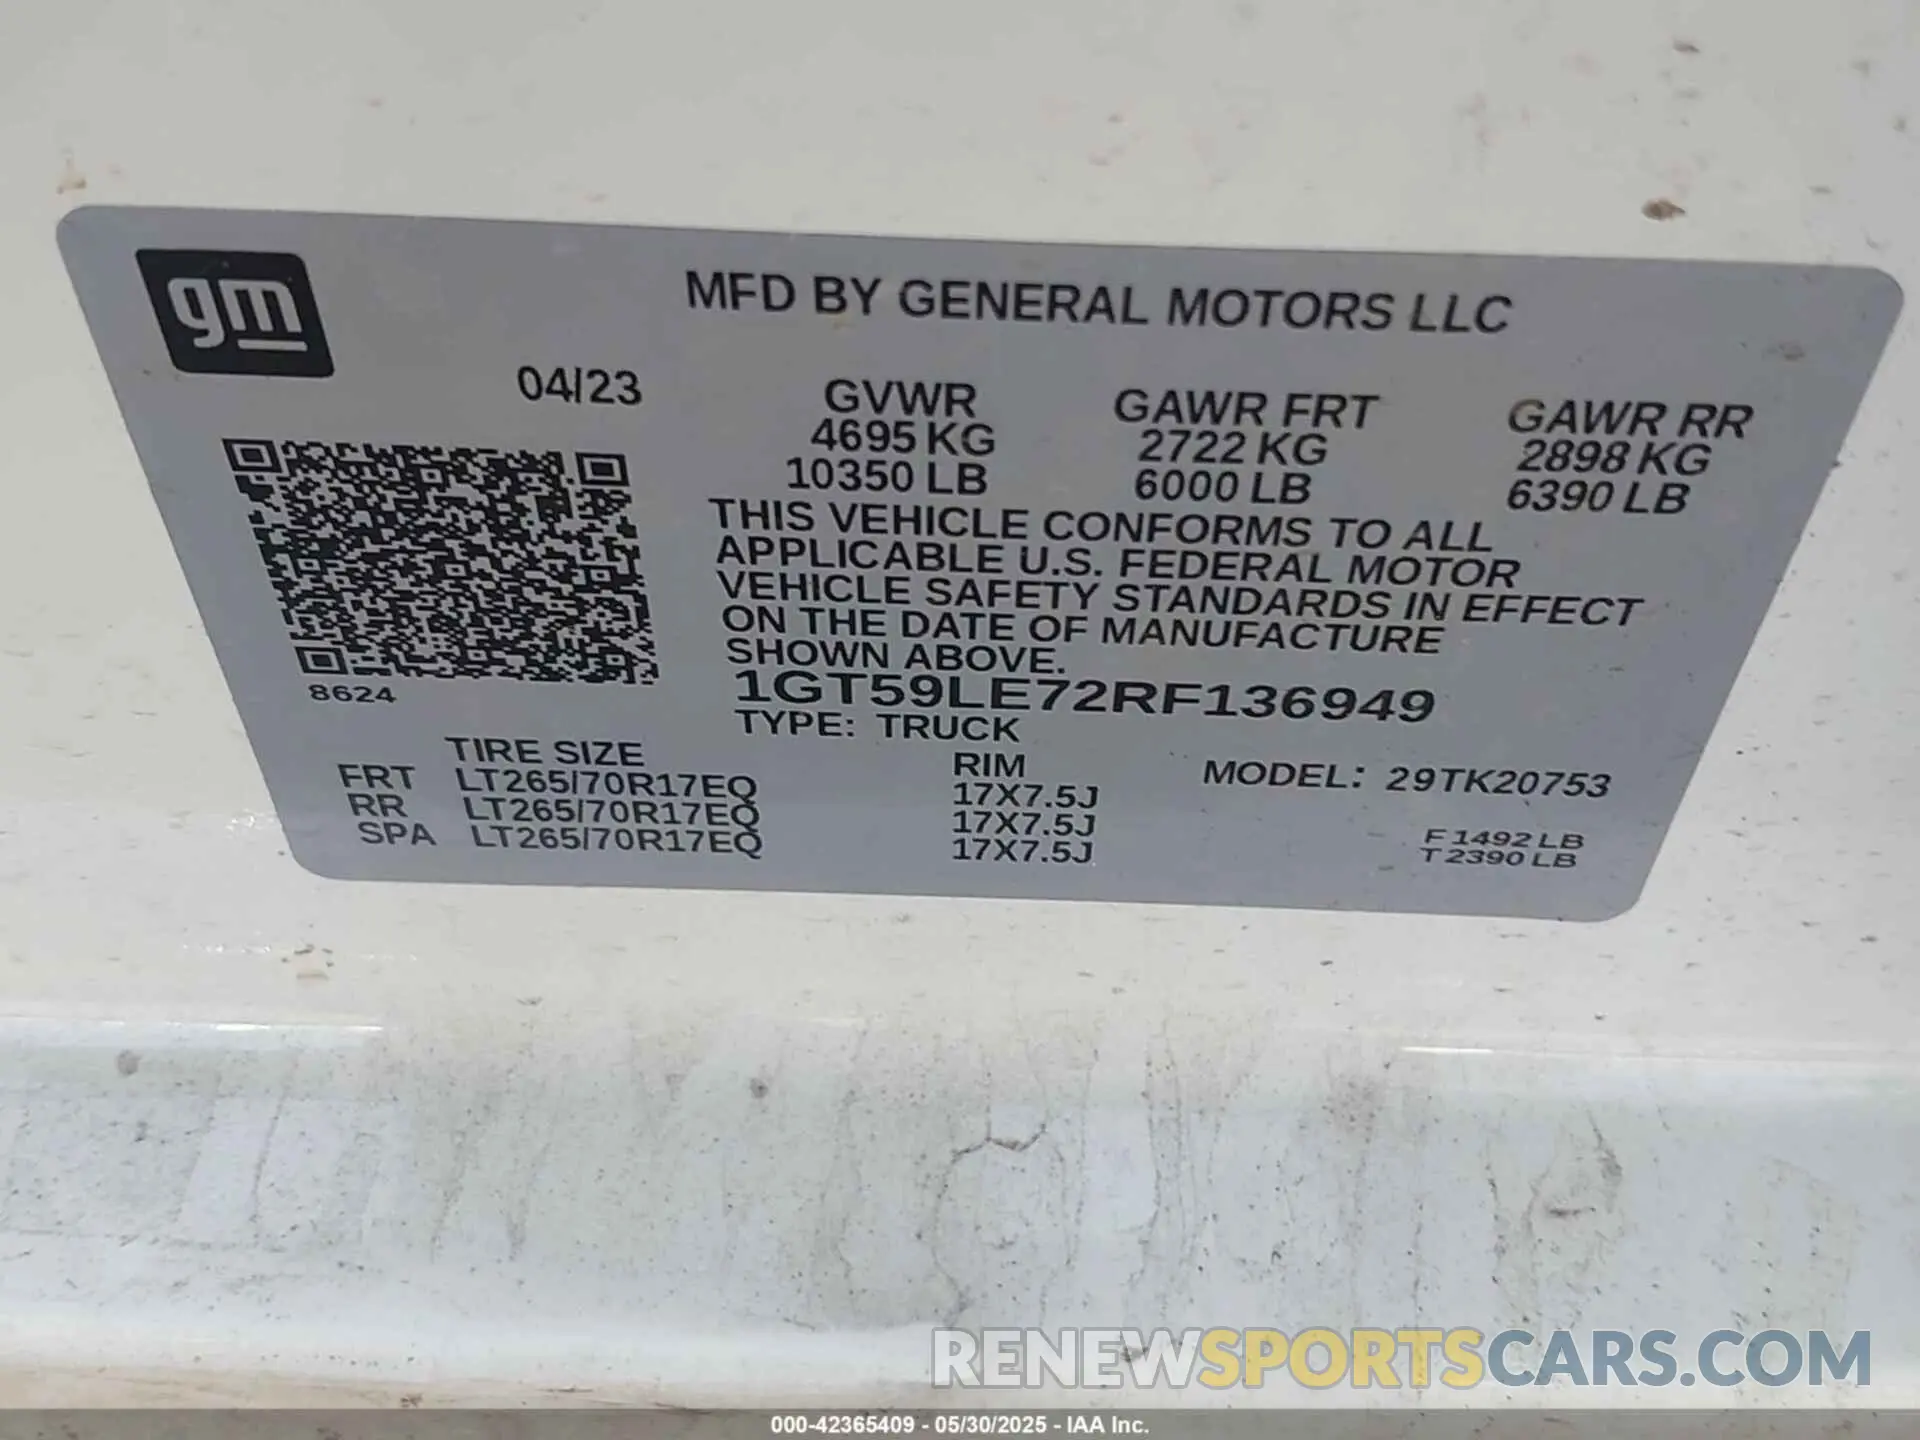 gm
MFD BY GENERAL MOTORS LLC
04/23
GVWR GAWR FRT GAWR RR
4695 KG 2722 KG 2898 KG
10350 LB 6000 LB 6390 LB
THIS VEHICLE CONFORMS TO ALL
APPLICABLE U.S. FEDERAL MOTOR
VEHICLE SAFETY STANDARDS IN EFFECT
ON THE DATE OF MANUFACTURE
SHOWN ABOVE.
8624
1GT59LE72RF136949
TYPE: TRUCK
TIRE SIZE RIM
FRT LT265/70R17EQ 17X7.5J
RR LT265/70R17EQ 17X7.5J
SPA LT265/70R17EQ 17X7.5J
MODEL: 29TK20753
F 1492 LB
T 2390 LB
RENEWSPORTSCARS.COM
000-42365409 - 05/30/2025 - IAA Inc.